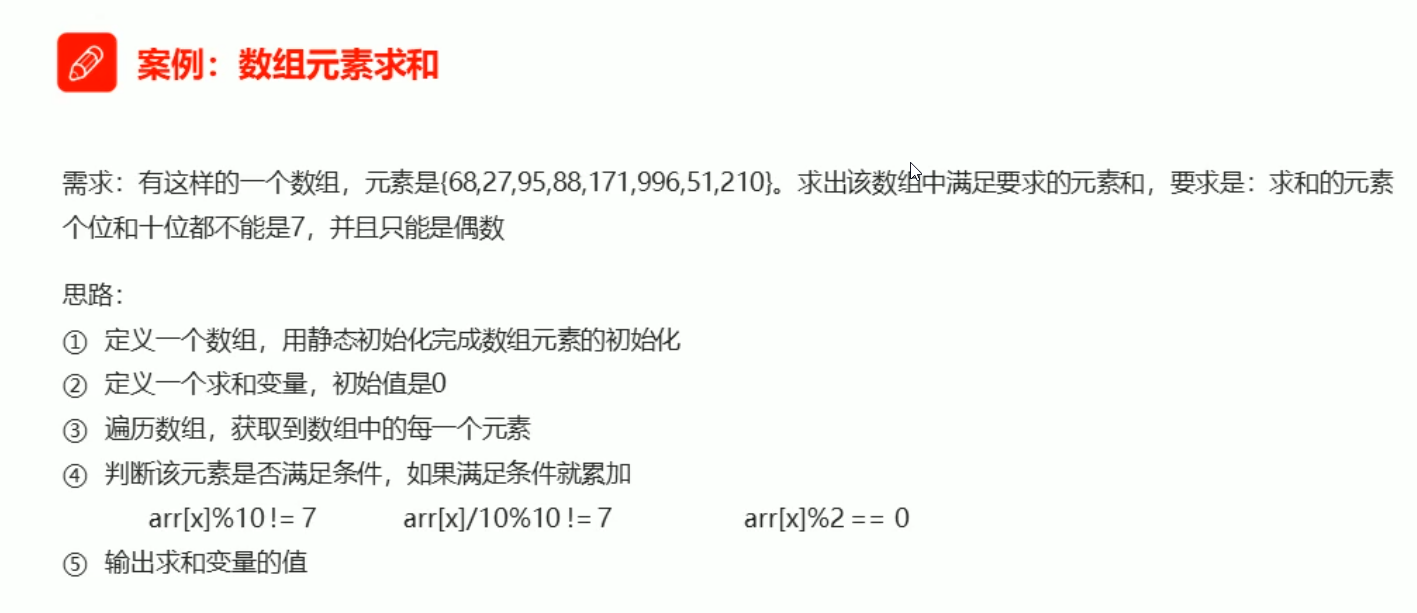 案例：数组元素求和
需求：有这样的一个数组，元素是{68,27,95,88,171,996,51,210}。求出该数组中满足要求的元素和，要求是：求和的元素
个位和十位都不能是7，并且只能是偶数
思路：
① 定义一个数组，用静态初始化完成数组元素的初始化
② 定义一个求和变量，初始值是0
③ 遍历数组，获取到数组中的每一个元素
④ 判断该元素是否满足条件，如果满足条件就累加
arr[x]%10 != 7 arr[x]/10%10 != 7 arr[x]%2 == 0
⑤ 输出求和变量的值